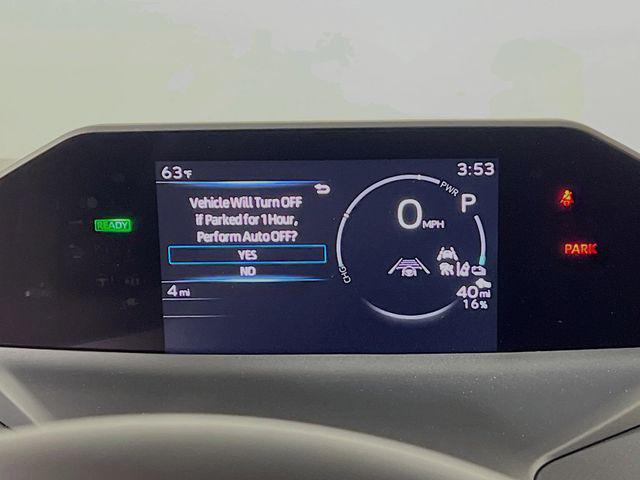 63°F
3:53
Vehicle Will Turn OFF
if Parked for 1 Hour,
Perform Auto OFF?
YES
NO
4 mi
PWR
P
0 MPH
CHG
40 mi
16%
READY
PARK